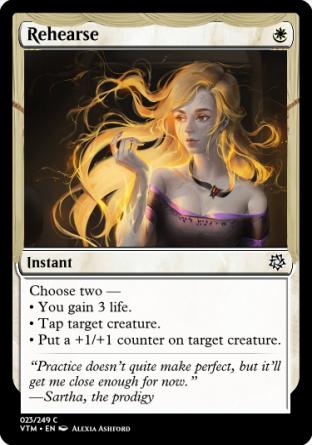 Rehearse
Instant
Choose two —
• You gain 3 life.
• Tap target creature.
• Put a +1/+1 counter on target creature.
“Practice doesn’t quite make perfect, but it’ll
get me close enough for now.”
—Sartha, the prodigy
023/249 C
VTM • EN Alexia Ashford